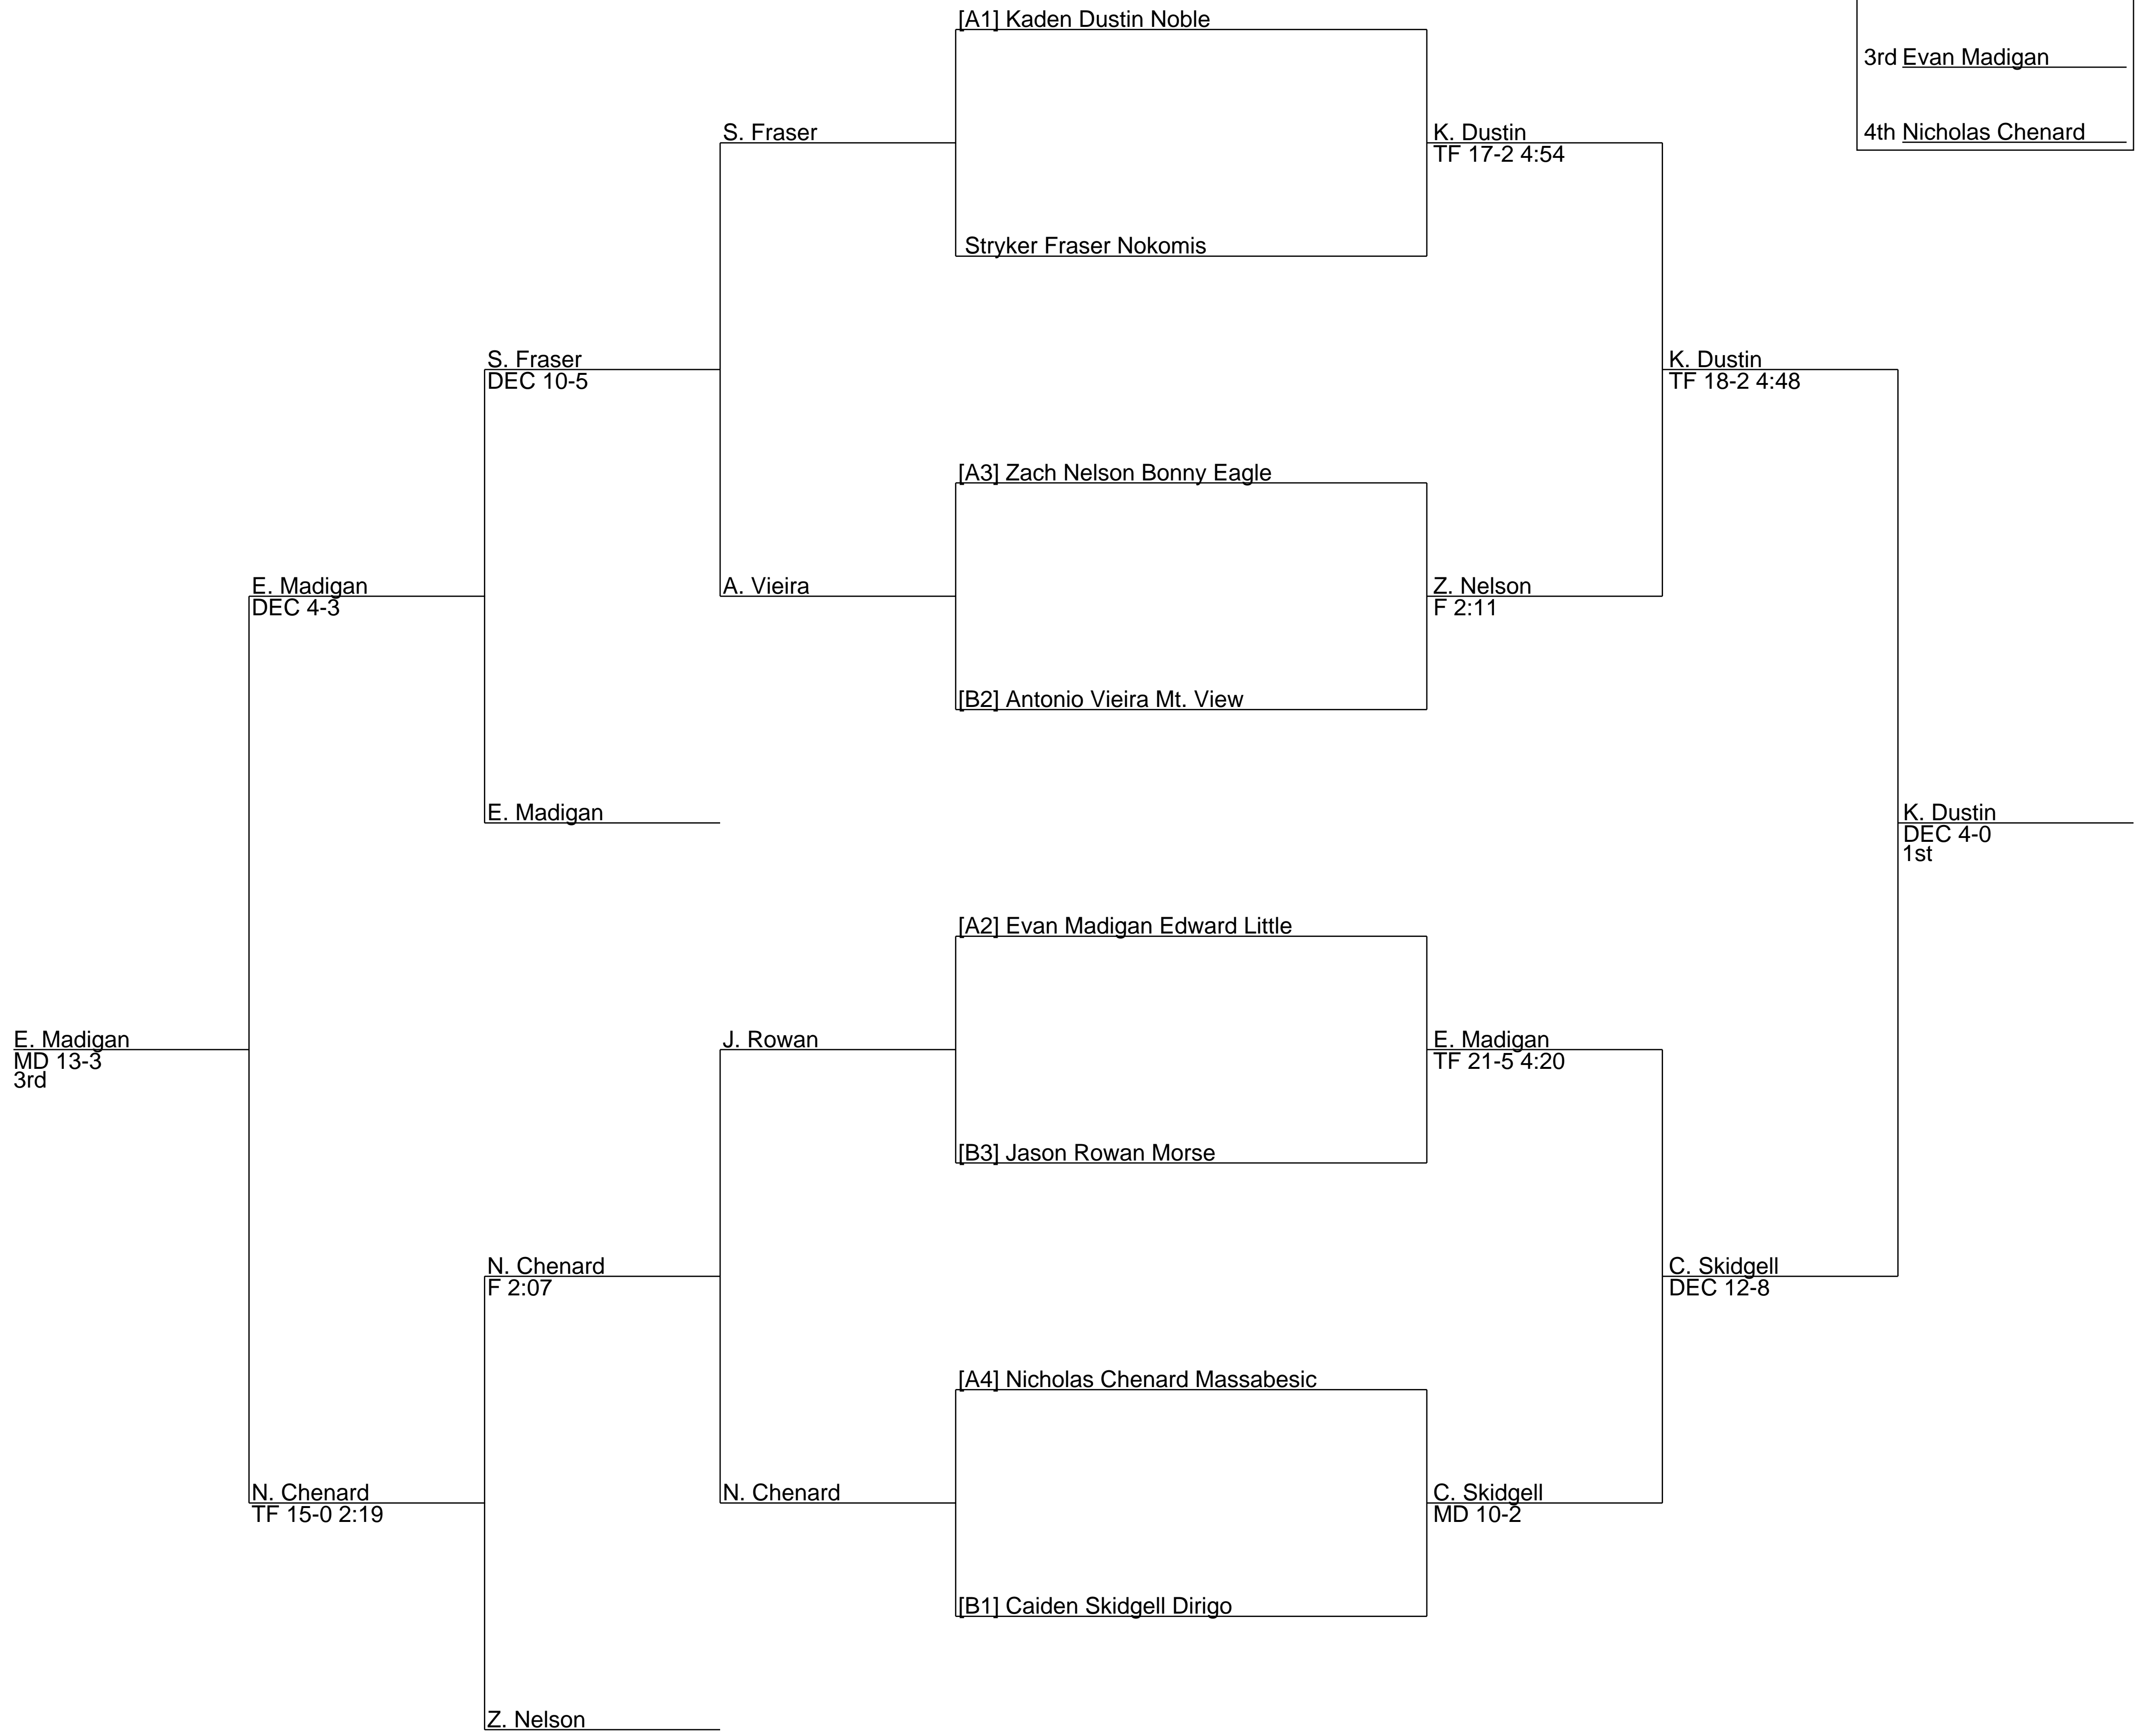 [A1] Kaden Dustin Noble
3rd Evan Madigan
4th Nicholas Chenard
S. Fraser
K. Dustin
TF 17-2 4:54
Stryker Fraser Nokomis
S. Fraser
DEC 10-5
K. Dustin
TF 18-2 4:48
[A3] Zach Nelson Bonny Eagle
E. Madigan
DEC 4-3
A. Vieira
Z. Nelson
F 2:11
[B2] Antonio Vieira Mt. View
E. Madigan
K. Dustin
DEC 4-0
1st
[A2] Evan Madigan Edward Little
E. Madigan
MD 13-3
3rd
J. Rowan
E. Madigan
TF 21-5 4:20
[B3] Jason Rowan Morse
N. Chenard
F 2:07
C. Skidgell
DEC 12-8
[A4] Nicholas Chenard Massabesic
N. Chenard
TF 15-0 2:19
N. Chenard
C. Skidgell
MD 10-2
[B1] Caiden Skidgell Dirigo
Z. Nelson